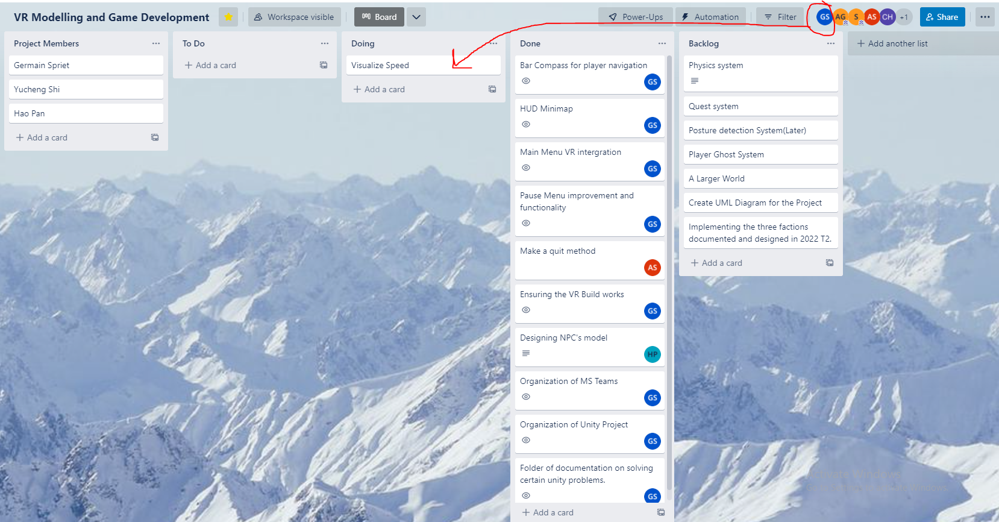 VR Modelling and Game Development
Workspace visible
Board
Power-Ups
Automation
Filter
GS
AG
S
AS
CH
+1
Share
Project Members
Germain Spriet
Yucheng Shi
Hao Pan
Add a card
To Do
Add a card
Doing
Visualize Speed
Add a card
Done
Bar Compass for player navigation
GS
HUD Minimap
GS
Main Menu VR intergration
GS
Pause Menu improvement and
functionality
GS
Make a quit method
AS
Ensuring the VR Build works
GS
Designing NPC's model
HP
Organization of MS Teams
GS
Organization of Unity Project
GS
Folder of documentation on solving
certain unity problems.
GS
Add a card
Backlog
Physics system
Quest system
Posture detection System(Later)
Player Ghost System
A Larger World
Create UML Diagram for the Project
Implementing the three factions
documented and designed in 2022 T2.
Add a card
Add another list
Activate Windows